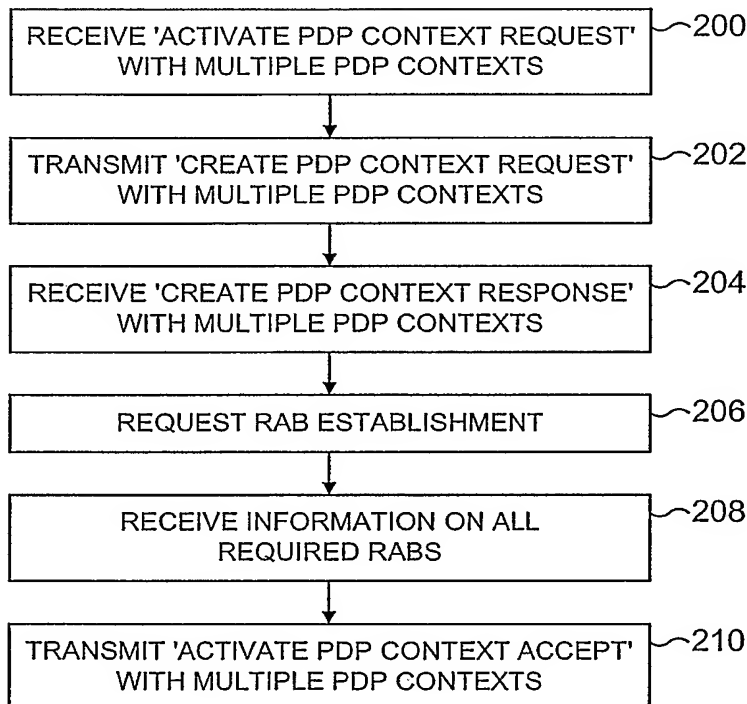 RECEIVE 'ACTIVATE PDP CONTEXT REQUEST'
WITH MULTIPLE PDP CONTEXTS
200
TRANSMIT 'CREATE PDP CONTEXT REQUEST'
WITH MULTIPLE PDP CONTEXTS
202
RECEIVE 'CREATE PDP CONTEXT RESPONSE'
WITH MULTIPLE PDP CONTEXTS
204
REQUEST RAB ESTABLISHMENT
206
RECEIVE INFORMATION ON ALL
REQUIRED RABS
208
TRANSMIT 'ACTIVATE PDP CONTEXT ACCEPT'
WITH MULTIPLE PDP CONTEXTS
210